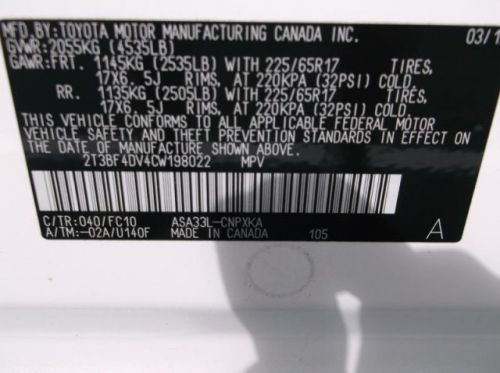 MFD.BY: TOYOTA MOTOR MANUFACTURING CANADA INC. 03/1
GVWR: 2055KG (4535LB)
GAWR:FRT. 1145KG (2535LB) WITH 225/65R17 TIRES,
17X6. 5J RIMS, AT 220KPA (32PSI) COLD
RR. 1135KG (2505LB) WITH 225/65R17 TIRES,
17X6. 5J RIMS, AT 220KPA (32PSI) COLD
THIS VEHICLE CONFORMS TO ALL APPLICABLE FEDERAL MOTOR
VEHICLE SAFETY AND THEFT PREVENTION STANDARDS IN EFFECT ON
THE DATE OF MANUFACTURE SHOWN ABOVE.
2T3BF4DV4CW198022 MPV
C/TR:040/FC10 ASA33L-CNPXKA
A/TM:-02A/U140F MADE IN CANADA 105 A